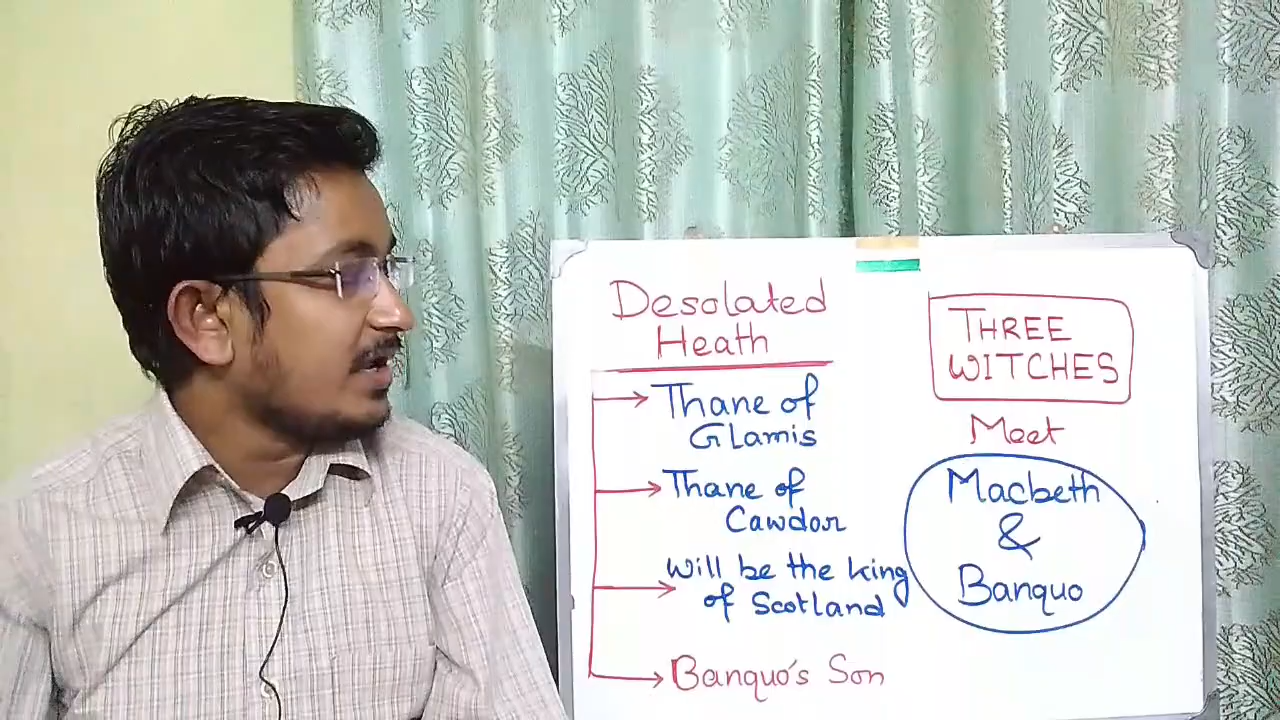 Desolated
Heath
Thane of
Glamis
Thane of
Cawdor
Will be the king
of Scotland
Banquo's Son
THREE
WITCHES
Meet
Macbeth
&
Banquo